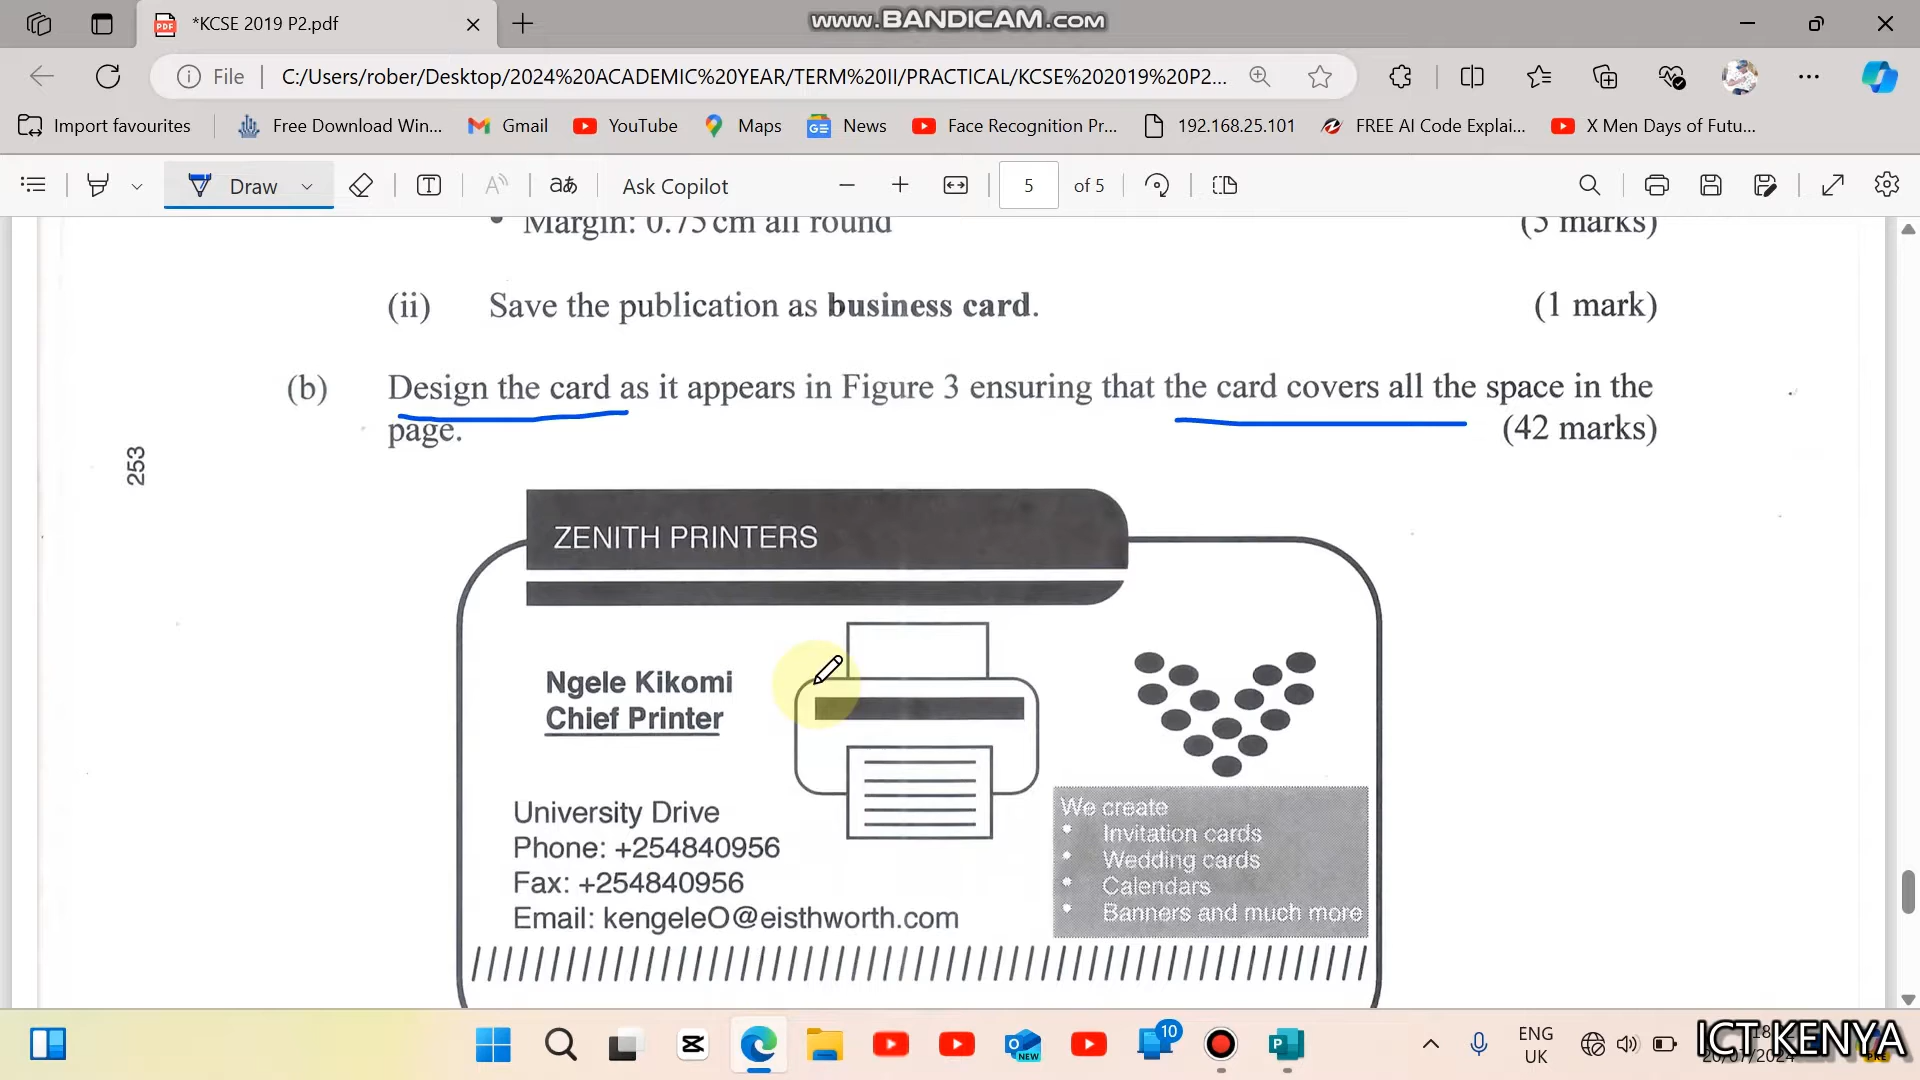 *KCSE 2019 P2.pdf
www.BANDICAM.com
File
C:/Users/rober/Desktop/2024%20ACADEMIC%20YEAR/TERM%20II/PRACTICAL/KCSE%202019%20P2...
Import favourites
Free Download Win...
Gmail
YouTube
Maps
News
Face Recognition Pr...
192.168.25.101
FREE AI Code Explai...
X Men Days of Futu...
Draw
Ask Copilot
5
of 5
• Margin: 0.75 cm all round (5 marks)
(ii) Save the publication as business card. (1 mark)
(b) Design the card as it appears in Figure 3 ensuring that the card covers all the space in the
page. (42 marks)
253
ZENITH PRINTERS
Ngele Kikomi
Chief Printer
University Drive
Phone: +254840956
Fax: +254840956
Email: kengeleO@eisthworth.com
We create
• Invitation cards
• Wedding cards
• Calendars
• Banners and much more
10
ENG
UK
ICT KENYA